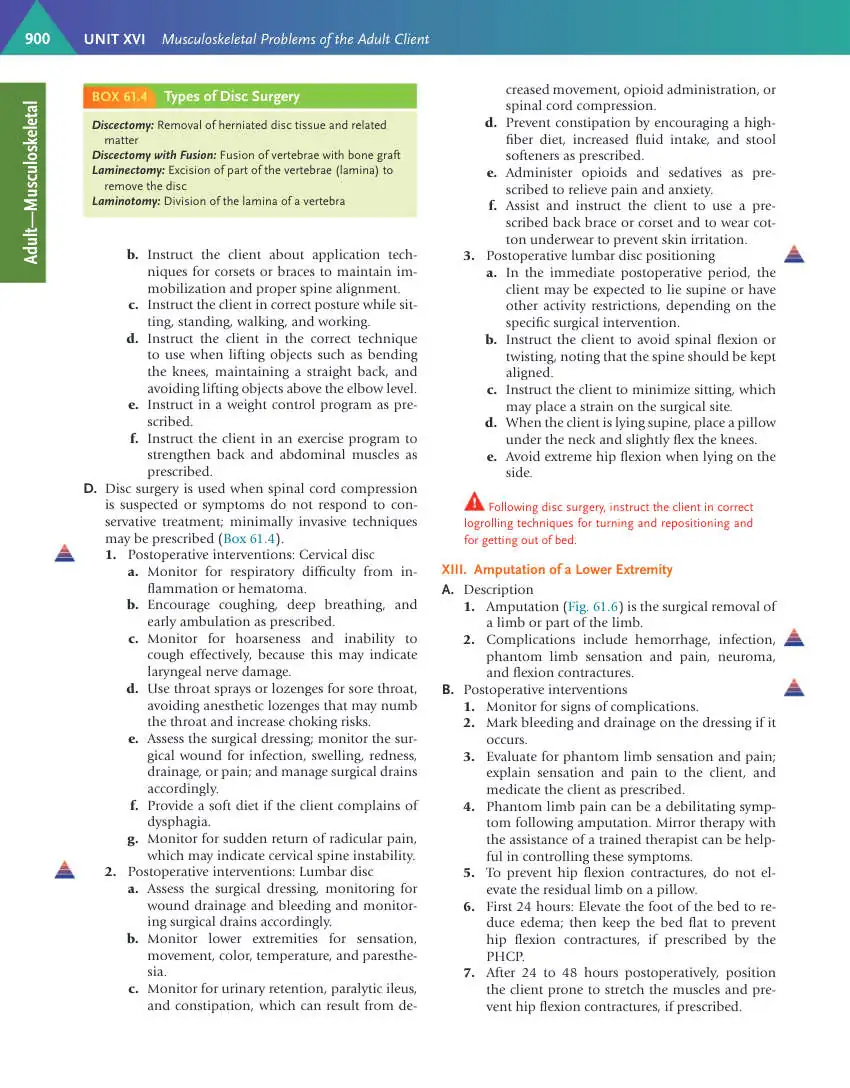 900 UNIT XVI Musculoskeletal Problems of the Adult Client
Adult—Musculoskeletal
BOX 61.4 Types of Disc Surgery
Discectomy: Removal of herniated disc tissue and related
matter
Discectomy with Fusion: Fusion of vertebrae with bone graft
Laminectomy: Excision of part of the vertebrae (lamina) to
remove the disc
Laminotomy: Division of the lamina of a vertebra
b. Instruct the client about application tech-
niques for corsets or braces to maintain im-
mobilization and proper spine alignment.
c. Instruct the client in correct posture while sit-
ting, standing, walking, and working.
d. Instruct the client in the correct technique
to use when lifting objects such as bending
the knees, maintaining a straight back, and
avoiding lifting objects above the elbow level.
e. Instruct in a weight control program as pre-
scribed.
f. Instruct the client in an exercise program to
strengthen back and abdominal muscles as
prescribed.
D. Disc surgery is used when spinal cord compression
is suspected or symptoms do not respond to con-
servative treatment; minimally invasive techniques
may be prescribed (Box 61.4).
1. Postoperative interventions: Cervical disc
a. Monitor for respiratory difficulty from in-
flammation or hematoma.
b. Encourage coughing, deep breathing, and
early ambulation as prescribed.
c. Monitor for hoarseness and inability to
cough effectively, because this may indicate
laryngeal nerve damage.
d. Use throat sprays or lozenges for sore throat,
avoiding anesthetic lozenges that may numb
the throat and increase choking risks.
e. Assess the surgical dressing; monitor the sur-
gical wound for infection, swelling, redness,
drainage, or pain; and manage surgical drains
accordingly.
f. Provide a soft diet if the client complains of
dysphagia.
g. Monitor for sudden return of radicular pain,
which may indicate cervical spine instability.
2. Postoperative interventions: Lumbar disc
a. Assess the surgical dressing, monitoring for
wound drainage and bleeding and monitor-
ing surgical drains accordingly.
b. Monitor lower extremities for sensation,
movement, color, temperature, and paresthe-
sia.
c. Monitor for urinary retention, paralytic ileus,
and constipation, which can result from de-
creased movement, opioid administration, or
spinal cord compression.
d. Prevent constipation by encouraging a high-
fiber diet, increased fluid intake, and stool
softeners as prescribed.
e. Administer opioids and sedatives as pre-
scribed to relieve pain and anxiety.
f. Assist and instruct the client to use a pre-
scribed back brace or corset and to wear cot-
ton underwear to prevent skin irritation.
3. Postoperative lumbar disc positioning
a. In the immediate postoperative period, the
client may be expected to lie supine or have
other activity restrictions, depending on the
specific surgical intervention.
b. Instruct the client to avoid spinal flexion or
twisting, noting that the spine should be kept
aligned.
c. Instruct the client to minimize sitting, which
may place a strain on the surgical site.
d. When the client is lying supine, place a pillow
under the neck and slightly flex the knees.
e. Avoid extreme hip flexion when lying on the
side.
Following disc surgery, instruct the client in correct
logrolling techniques for turning and repositioning and
for getting out of bed.
XIII. Amputation of a Lower Extremity
A. Description
1. Amputation (Fig. 61.6) is the surgical removal of
a limb or part of the limb.
2. Complications include hemorrhage, infection,
phantom limb sensation and pain, neuroma,
and flexion contractures.
B. Postoperative interventions
1. Monitor for signs of complications.
2. Mark bleeding and drainage on the dressing if it
occurs.
3. Evaluate for phantom limb sensation and pain;
explain sensation and pain to the client, and
medicate the client as prescribed.
4. Phantom limb pain can be a debilitating symp-
tom following amputation. Mirror therapy with
the assistance of a trained therapist can be help-
ful in controlling these symptoms.
5. To prevent hip flexion contractures, do not el-
evate the residual limb on a pillow.
6. First 24 hours: Elevate the foot of the bed to re-
duce edema; then keep the bed flat to prevent
hip flexion contractures, if prescribed by the
PHCP.
7. After 24 to 48 hours postoperatively, position
the client prone to stretch the muscles and pre-
vent hip flexion contractures, if prescribed.